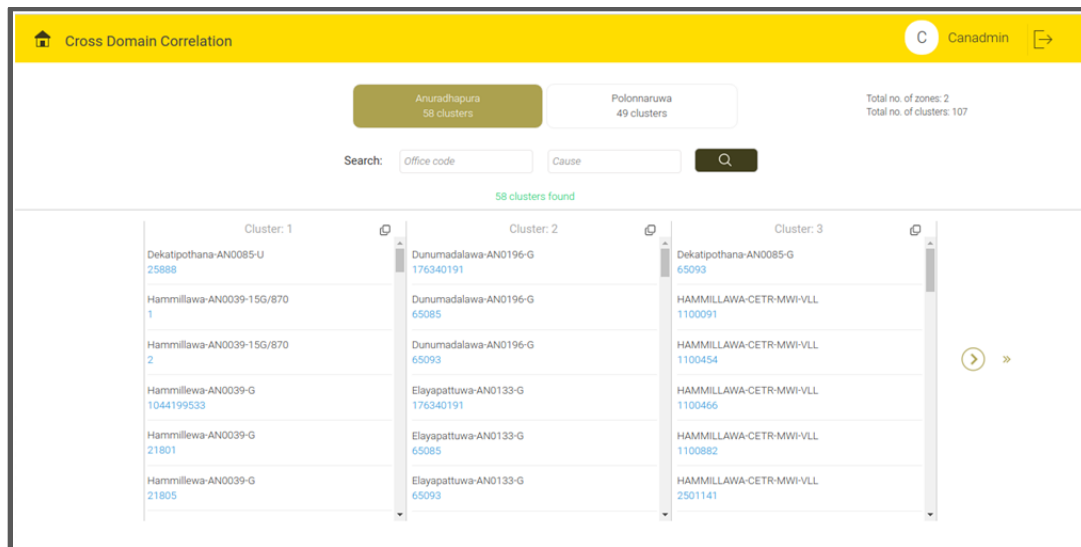 Cross Domain Correlation
C
Canadmin
Anuradhapura
58 clusters
Polonnaruwa
49 clusters
Total no. of zones: 2
Total no. of clusters: 107
Search:
Office code
Cause
58 clusters found
Cluster: 1
Dekatipothana-AN0085-U
25888
Hammillawa-AN0039-15G/870
1
Hammillawa-AN0039-15G/870
2
Hammillewa-AN0039-G
1044199533
Hammillewa-AN0039-G
21801
Hammillewa-AN0039-G
21805
Cluster: 2
Dunumadalawa-AN0196-G
176340191
Dunumadalawa-AN0196-G
65085
Dunumadalawa-AN0196-G
65093
Elayapattuwa-AN0133-G
176340191
Elayapattuwa-AN0133-G
65085
Elayapattuwa-AN0133-G
65093
Cluster: 3
Dekatipothana-AN0085-G
65093
HAMMILLAWA-CETR-MWI-VLL
1100091
HAMMILLAWA-CETR-MWI-VLL
1100454
HAMMILLAWA-CETR-MWI-VLL
1100466
HAMMILLAWA-CETR-MWI-VLL
1100882
HAMMILLAWA-CETR-MWI-VLL
2501141